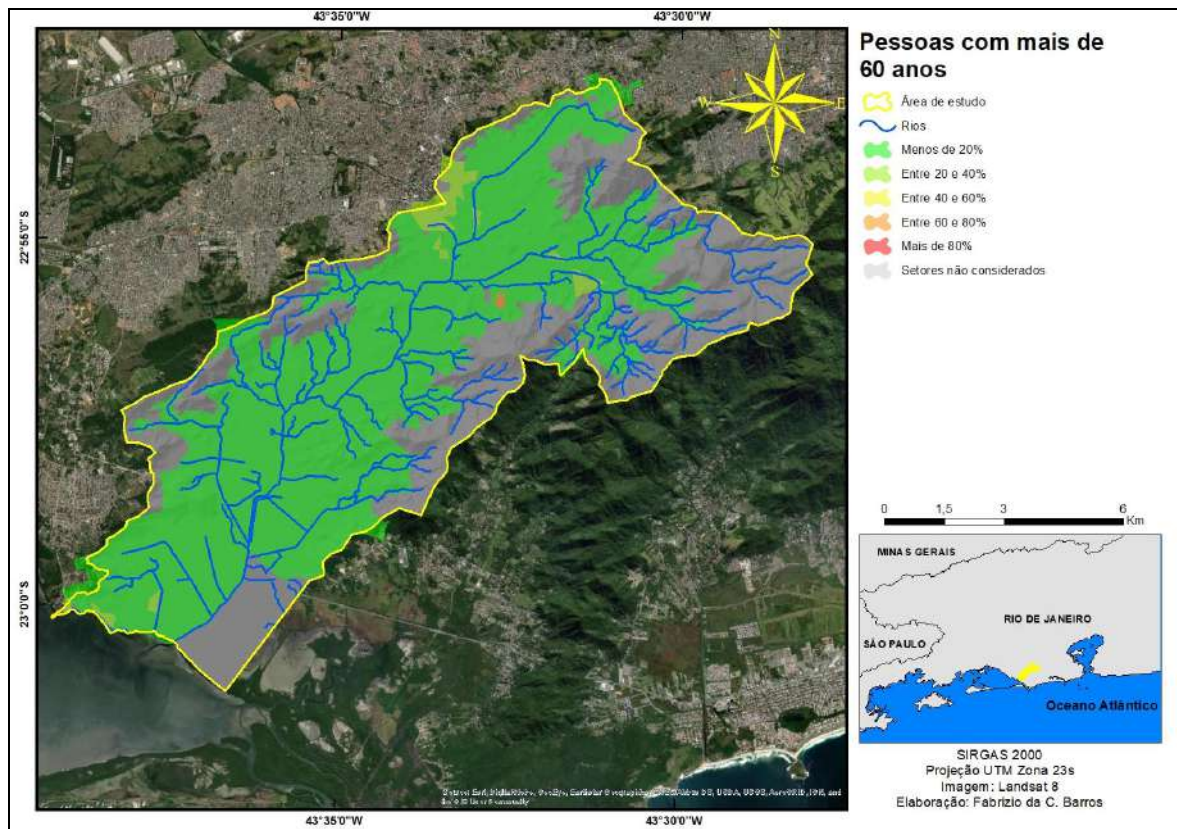 43°35'0"W
43°30'0"W
22°55'0"S
23°0'0"S
N
W
E
S
43°35'0"W
43°30'0"W
Pessoas com mais de
60 anos
Área de estudo
Rios
Menos de 20%
Entre 20 e 40%
Entre 40 e 60%
Entre 60 e 80%
Mais de 80%
Setores não considerados
0 1,5 3 6
Km
MINAS GERAIS
RIO DE JANEIRO
SÃO PAULO
Oceano Atlântico
SIRGAS 2000
Projeção UTM Zona 23s
Imagem: Landsat 8
Elaboração: Fabrizio da C. Barros